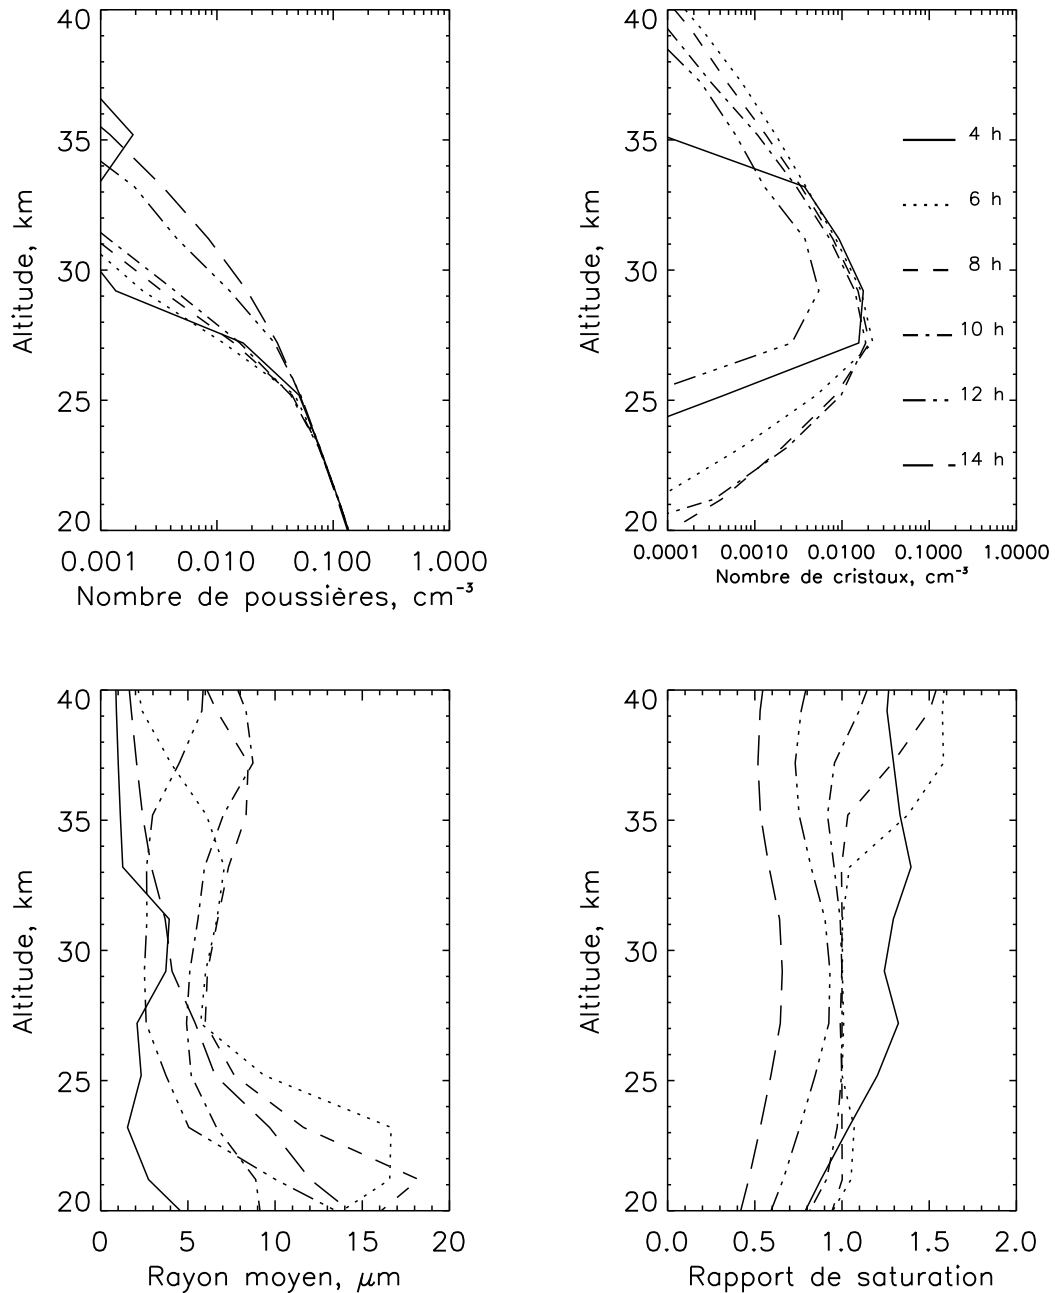 40
35
30
25
20
Altitude, km
0.001 0.010 0.100 1.000
Nombre de poussières, cm⁻³
40
35
30
25
20
Altitude, km
4 h
6 h
8 h
10 h
12 h
14 h
0.0001 0.0010 0.0100 0.1000 1.0000
Nombre de cristaux, cm⁻³
40
35
30
25
20
Altitude, km
0 5 10 15 20
Rayon moyen, μm
40
35
30
25
20
Altitude, km
0.0 0.5 1.0 1.5 2.0
Rapport de saturation